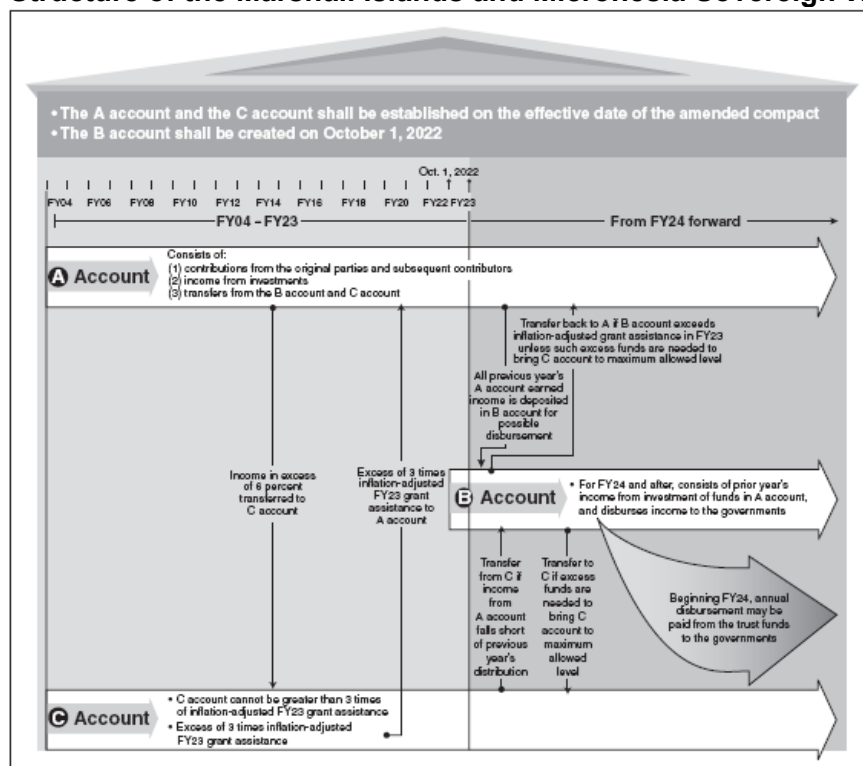 Structure of the Marshall Islands and Micronesia Sovereign
• The A account and the C account shall be established on the effective date of the amended compact
• The B account shall be created on October 1, 2022
Oct. 1, 2022
FY04 FY06 FY08 FY10 FY12 FY14 FY16 FY18 FY20 FY22 FY23
FY04 – FY23
From FY24 forward
A Account
Consists of:
(1) contributions from the original parties and subsequent contributors
(2) income from investments
(3) transfers from the B account and C account
Transfer back to A if B account exceeds
inflation-adjusted grant assistance in FY23
unless such excess funds are needed to
bring C account to maximum allowed level
All previous year's
A account earned
income is deposited
in B account for
possible
disbursement
Income in excess
of 6 percent
transferred to
C account
Excess of 3 times
inflation-adjusted
FY23 grant
assistance to
A account
B Account
• For FY24 and after, consists of prior year's
income from investment of funds in A account,
and disburses income to the governments
Transfer
from C if
income
from
A account
falls short
of previous
year's
distribution
Transfer to
C if excess
funds are
needed to
bring C
account to
maximum
allowed
level
Beginning FY24, annual
disbursement may be
paid from the trust funds
to the governments
C Account
• C account cannot be greater than 3 times
of inflation-adjusted FY23 grant assistance
• Excess of 3 times inflation-adjusted
FY23 grant assistance